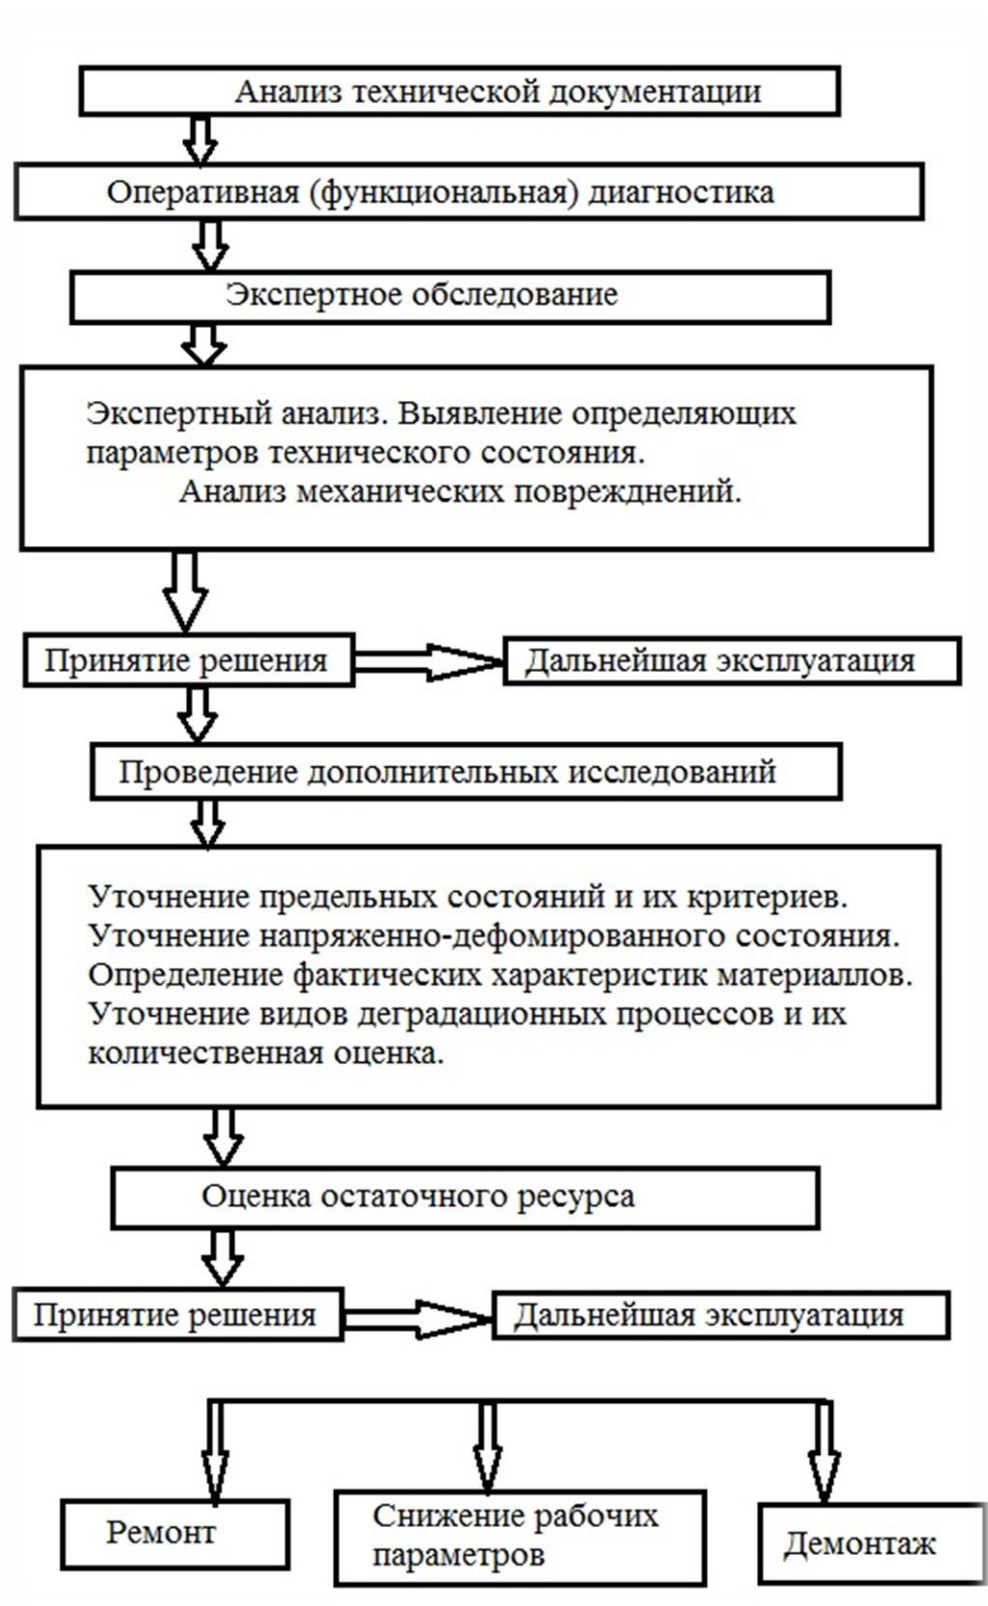 Анализ технической документации
Оперативная (функциональная) диагностика
Экспертное обследование
Экспертный анализ. Выявление определяющих
параметров технического состояния.
Анализ механических поврежднений.
Принятие решения
Дальнейшая эксплуатация
Проведение дополнительных исследований
Уточнение предельных состояний и их критериев.
Уточнение напряженно-дефомированного состояния.
Определение фактических характеристик материаллов.
Уточнение видов деградационных процессов и их
количественная оценка.
Оценка остаточного ресурса
Принятие решения
Дальнейшая эксплуатация
Ремонт
Снижение рабочих
параметров
Демонтаж